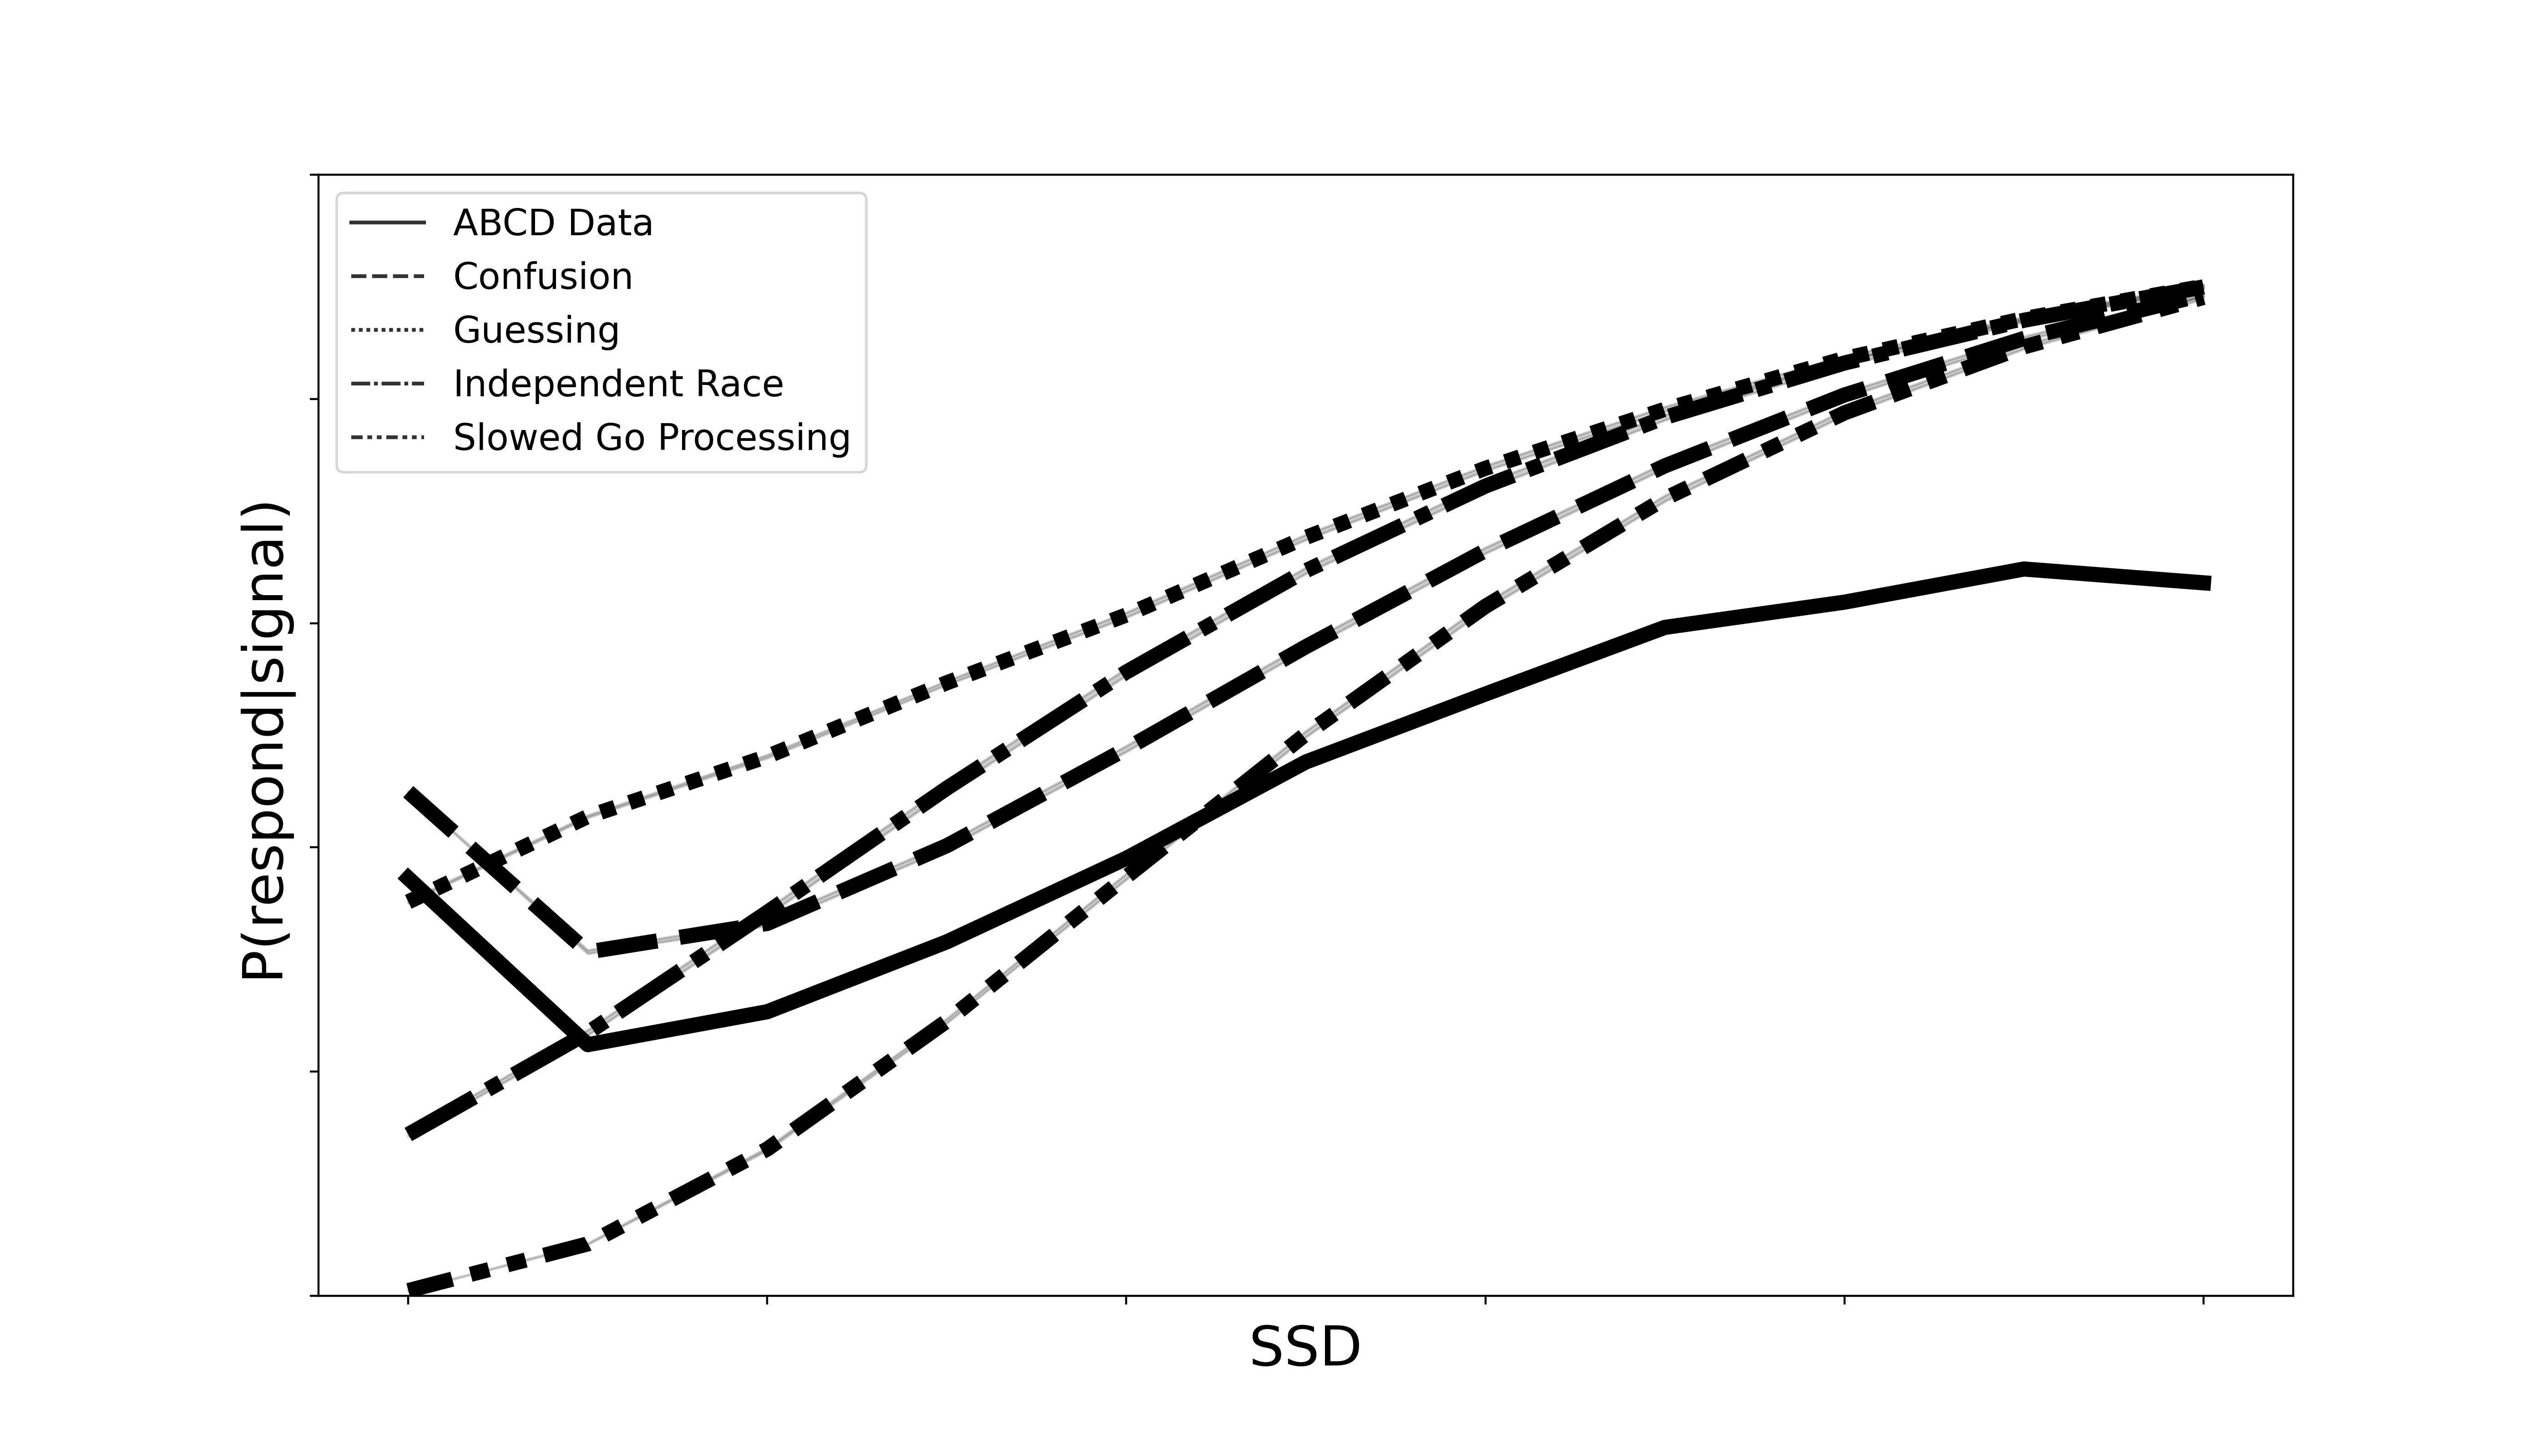 ABCD Data
Confusion
Guessing
Independent Race
Slowed Go Processing
P(respond|signal)
SSD